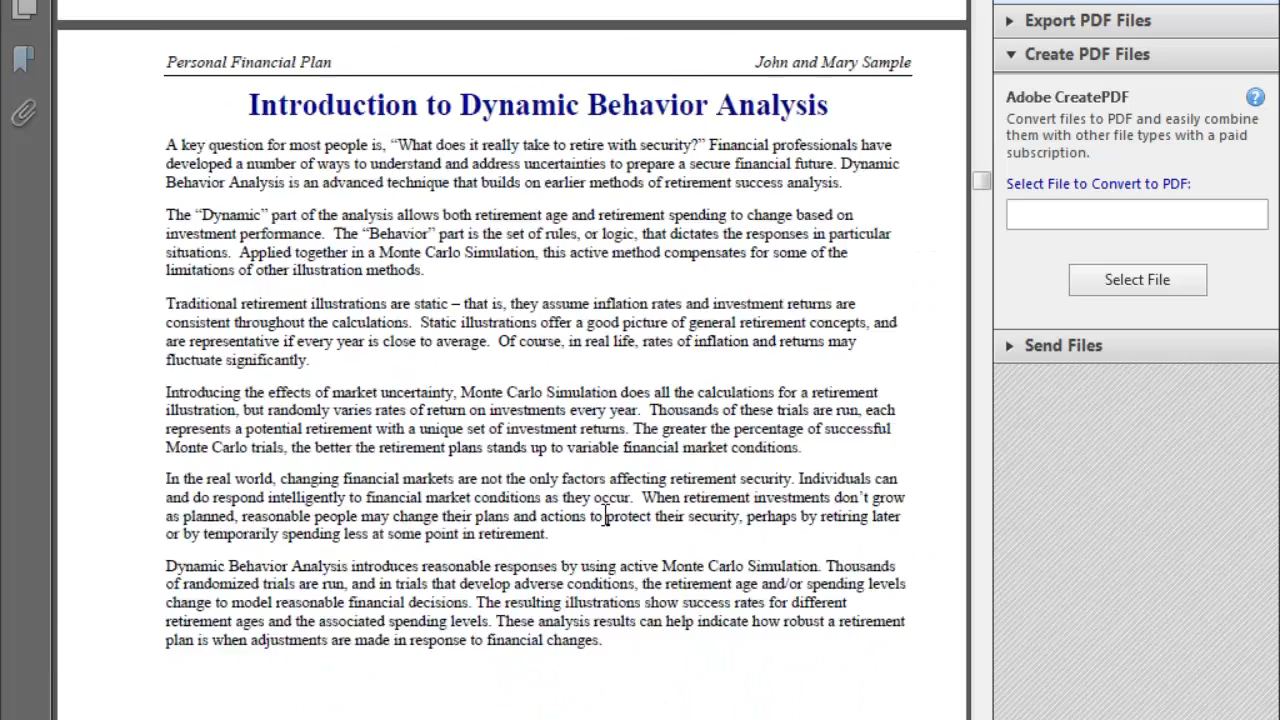 Personal Financial Plan
John and Mary Sample
Introduction to Dynamic Behavior Analysis
A key question for most people is, “What does it really take to retire with security?” Financial professionals have
developed a number of ways to understand and address uncertainties to prepare a secure financial future. Dynamic
Behavior Analysis is an advanced technique that builds on earlier methods of retirement success analysis.
The “Dynamic” part of the analysis allows both retirement age and retirement spending to change based on
investment performance.  The “Behavior” part is the set of rules, or logic, that dictates the responses in particular
situations.  Applied together in a Monte Carlo Simulation, this active method compensates for some of the
limitations of other illustration methods.
Traditional retirement illustrations are static – that is, they assume inflation rates and investment returns are
consistent throughout the calculations.  Static illustrations offer a good picture of general retirement concepts, and
are representative if every year is close to average.  Of course, in real life, rates of inflation and returns may
fluctuate significantly.
Introducing the effects of market uncertainty, Monte Carlo Simulation does all the calculations for a retirement
illustration, but randomly varies rates of return on investments every year.  Thousands of these trials are run, each
represents a potential retirement with a unique set of investment returns. The greater the percentage of successful
Monte Carlo trials, the better the retirement plans stands up to variable financial market conditions.
In the real world, changing financial markets are not the only factors affecting retirement security. Individuals can
and do respond intelligently to financial market conditions as they occur.  When retirement investments don’t grow
as planned, reasonable people may change their plans and actions to protect their security, perhaps by retiring later
or by temporarily spending less at some point in retirement.
Dynamic Behavior Analysis introduces reasonable responses by using active Monte Carlo Simulation. Thousands
of randomized trials are run, and in trials that develop adverse conditions, the retirement age and/or spending levels
change to model reasonable financial decisions. The resulting illustrations show success rates for different
retirement ages and the associated spending levels. These analysis results can help indicate how robust a retirement
plan is when adjustments are made in response to financial changes.
Export PDF Files
Create PDF Files
Adobe CreatePDF
Convert files to PDF and easily combine
them with other file types with a paid
subscription.
Select File to Convert to PDF:
Select File
Send Files